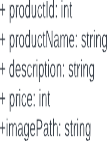 + productId: int
+ productName: string
+ description: string
+ price: int
+imagePath: string